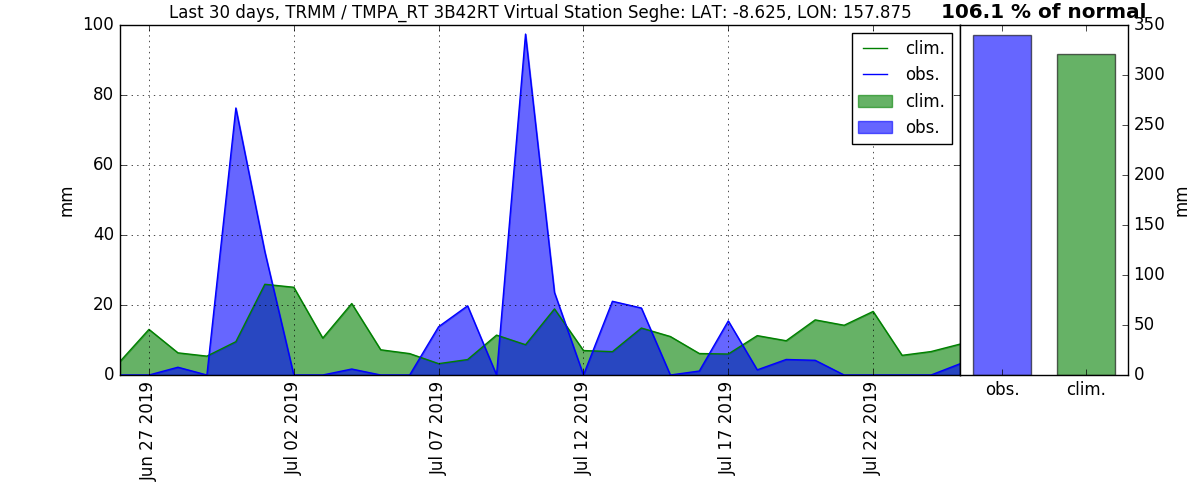 Last 30 days, TRMM / TMPA_RT 3B42RT Virtual Station Seghe: LAT: -8.625, LON: 157.875
106.1 % of normal
100
80
60
40
20
0
mm
clim.
obs.
clim.
obs.
350
300
250
200
150
100
50
0
mm
obs.
clim.
Jun 27 2019
Jul 02 2019
Jul 07 2019
Jul 12 2019
Jul 17 2019
Jul 22 2019